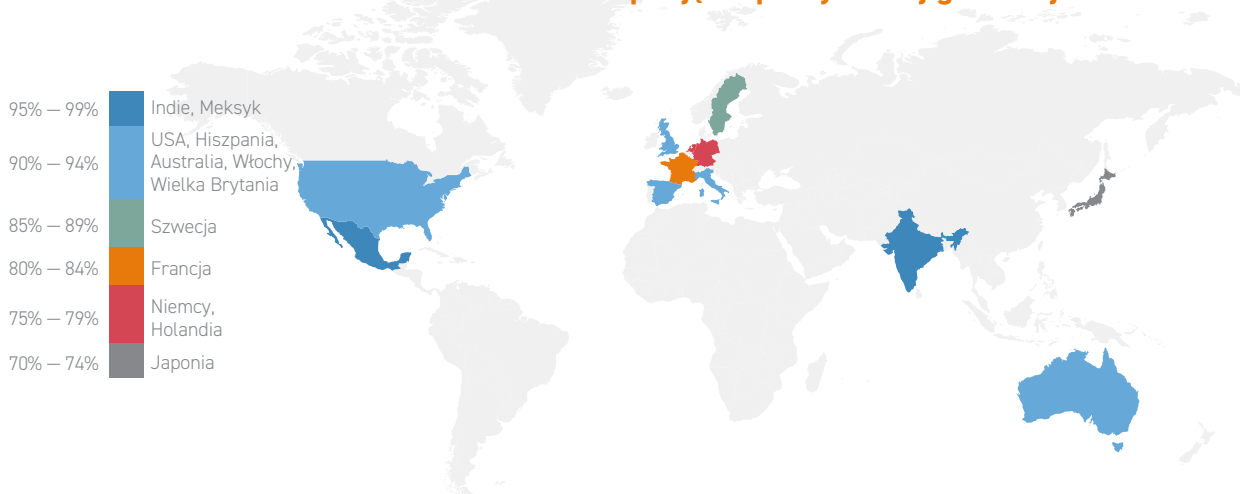 95% — 99%
Indie, Meksyk
90% — 94%
USA, Hiszpania,
Australia, Włochy,
Wielka Brytania
85% — 89%
Szwecja
80% — 84%
Francja
75% — 79%
Niemcy,
Holandia
70% — 74%
Japonia